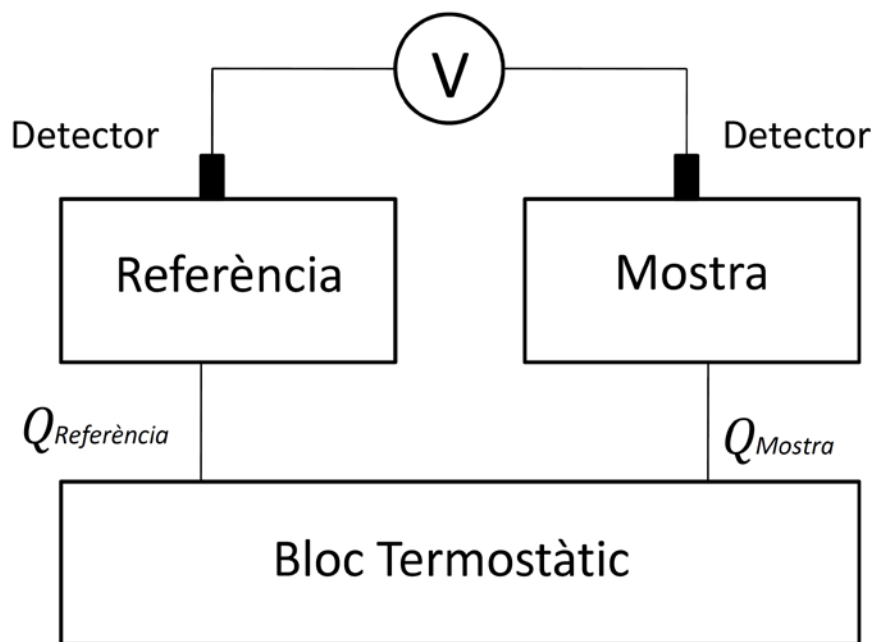 V
Detector
Detector
Referència
Mostra
QReferència
QMostra
Bloc Termostàtic